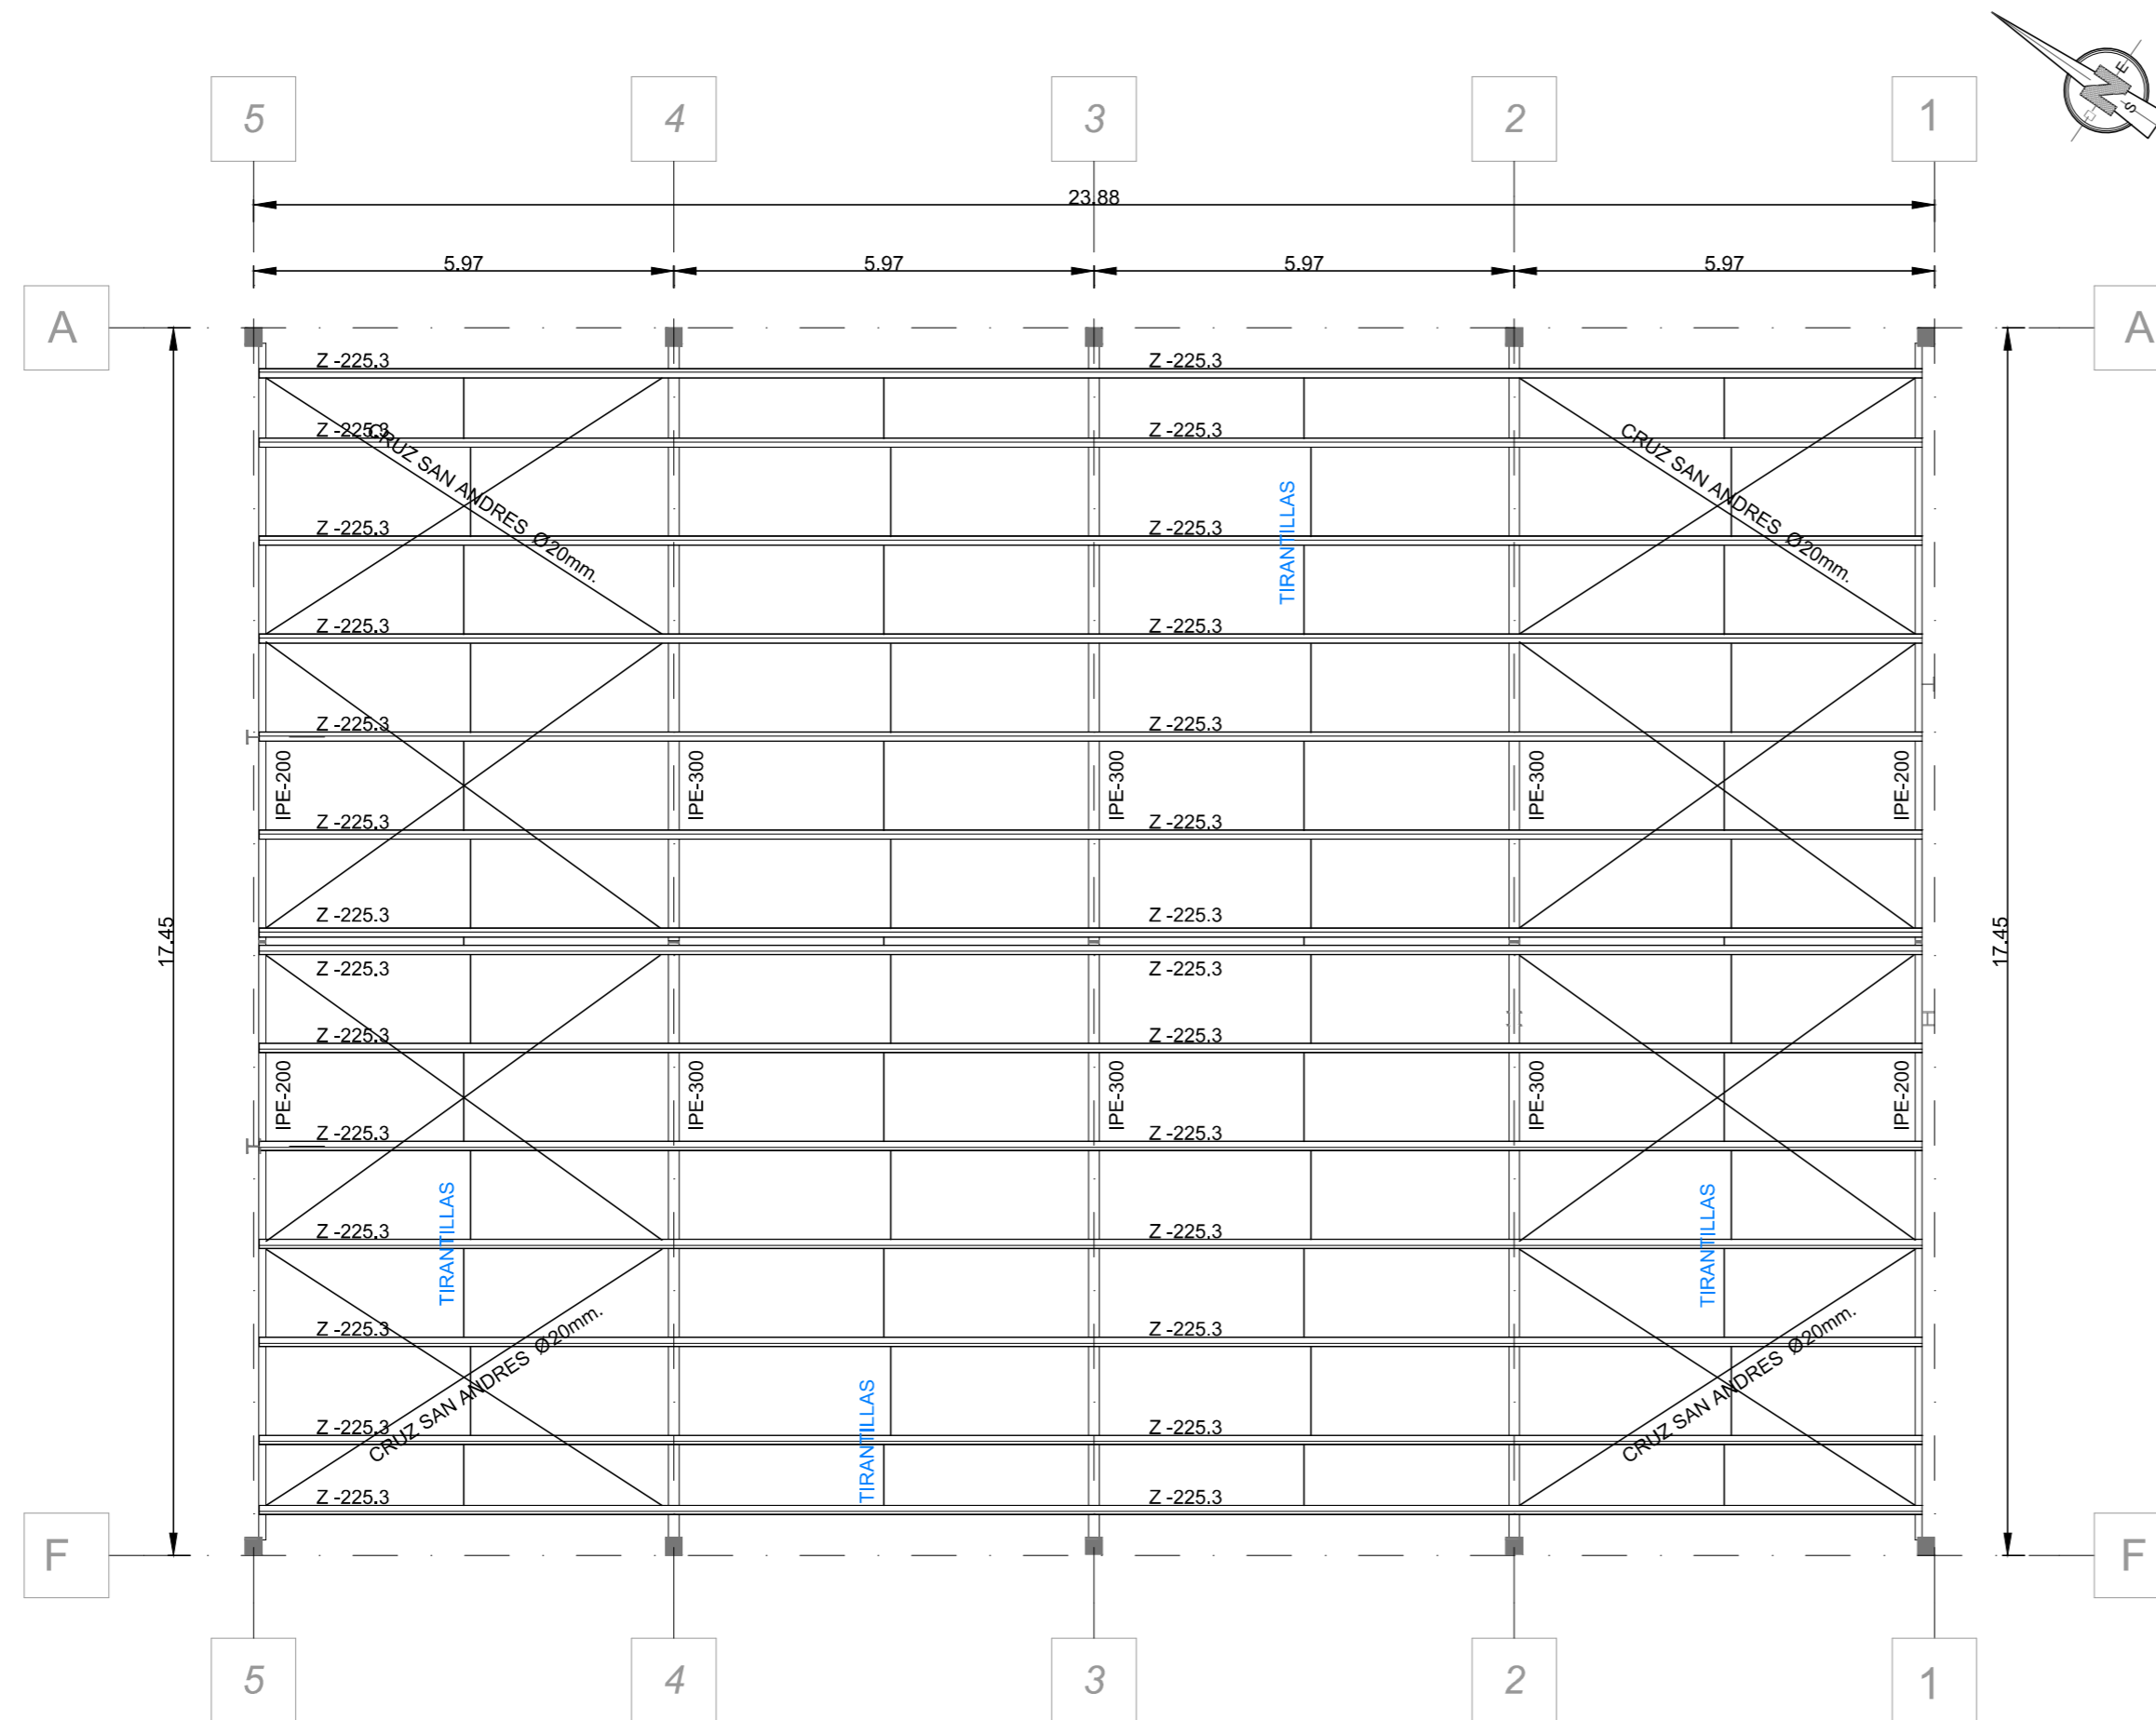 5 4 3 2 1
N E S
23.88
5.97 5.97 5.97 5.97
A A
Z -225.3 Z -225.3
Z -225.3 Z -225.3
CRUZ SAN ANDRES Ø20mm.
CRUZ SAN ANDRES Ø20mm.
TIRANTILLAS
Z -225.3 Z -225.3
Z -225.3 Z -225.3
Z -225.3 Z -225.3
IPE-200 IPE-300 IPE-300 IPE-300 IPE-200
Z -225.3 Z -225.3
Z -225.3 Z -225.3
17.45 17.45
Z -225.3 Z -225.3
Z -225.3 Z -225.3
IPE-200 IPE-300 IPE-300 IPE-300 IPE-200
Z -225.3 Z -225.3
TIRANTILLAS TIRANTILLAS
Z -225.3 Z -225.3
Z -225.3 Z -225.3
CRUZ SAN ANDRES Ø20mm.
CRUZ SAN ANDRES Ø20mm.
TIRANTILLAS
Z -225.3 Z -225.3
Z -225.3 Z -225.3
F F
5 4 3 2 1